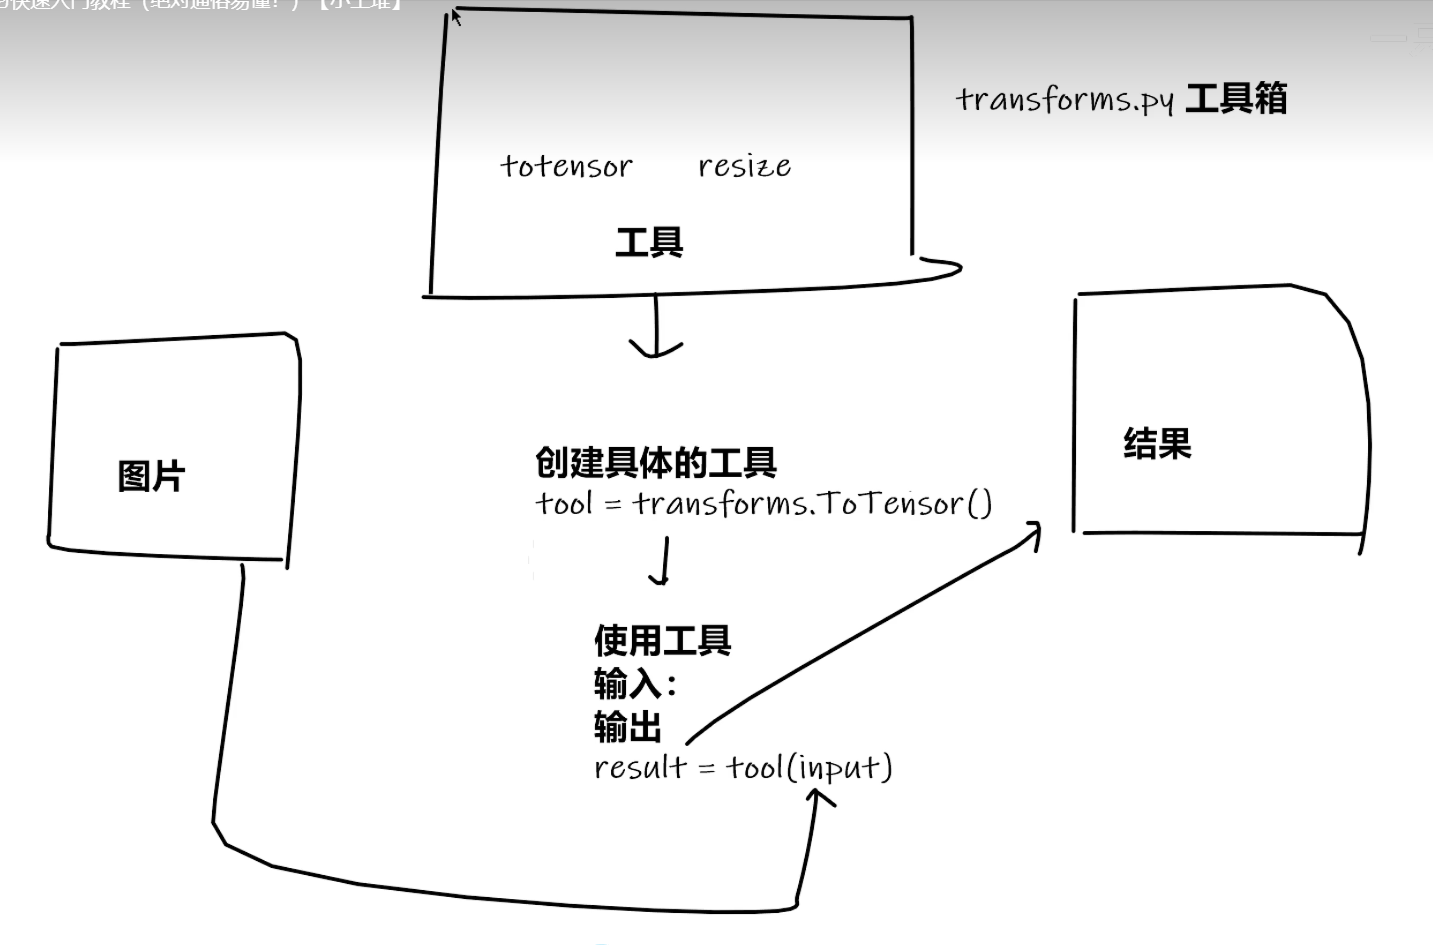 快速入门教程（绝对通俗易懂！）【小土堆】
transforms.py 工具箱
totensor resize
工具
图片
创建具体的工具
tool = transforms.ToTensor()
结果
使用工具
输入：
输出
result = tool(input)